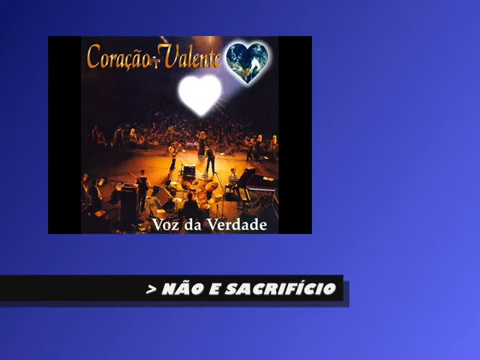 Coração Valente
Voz da Verdade
> NÃO E SACRIFÍCIO